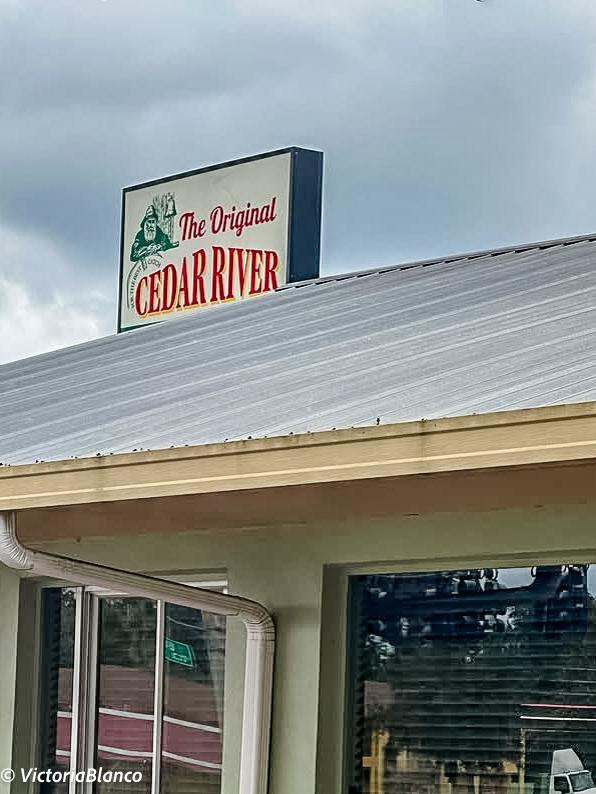 The Original
CEDAR RIVER
© VictoriaBlanco